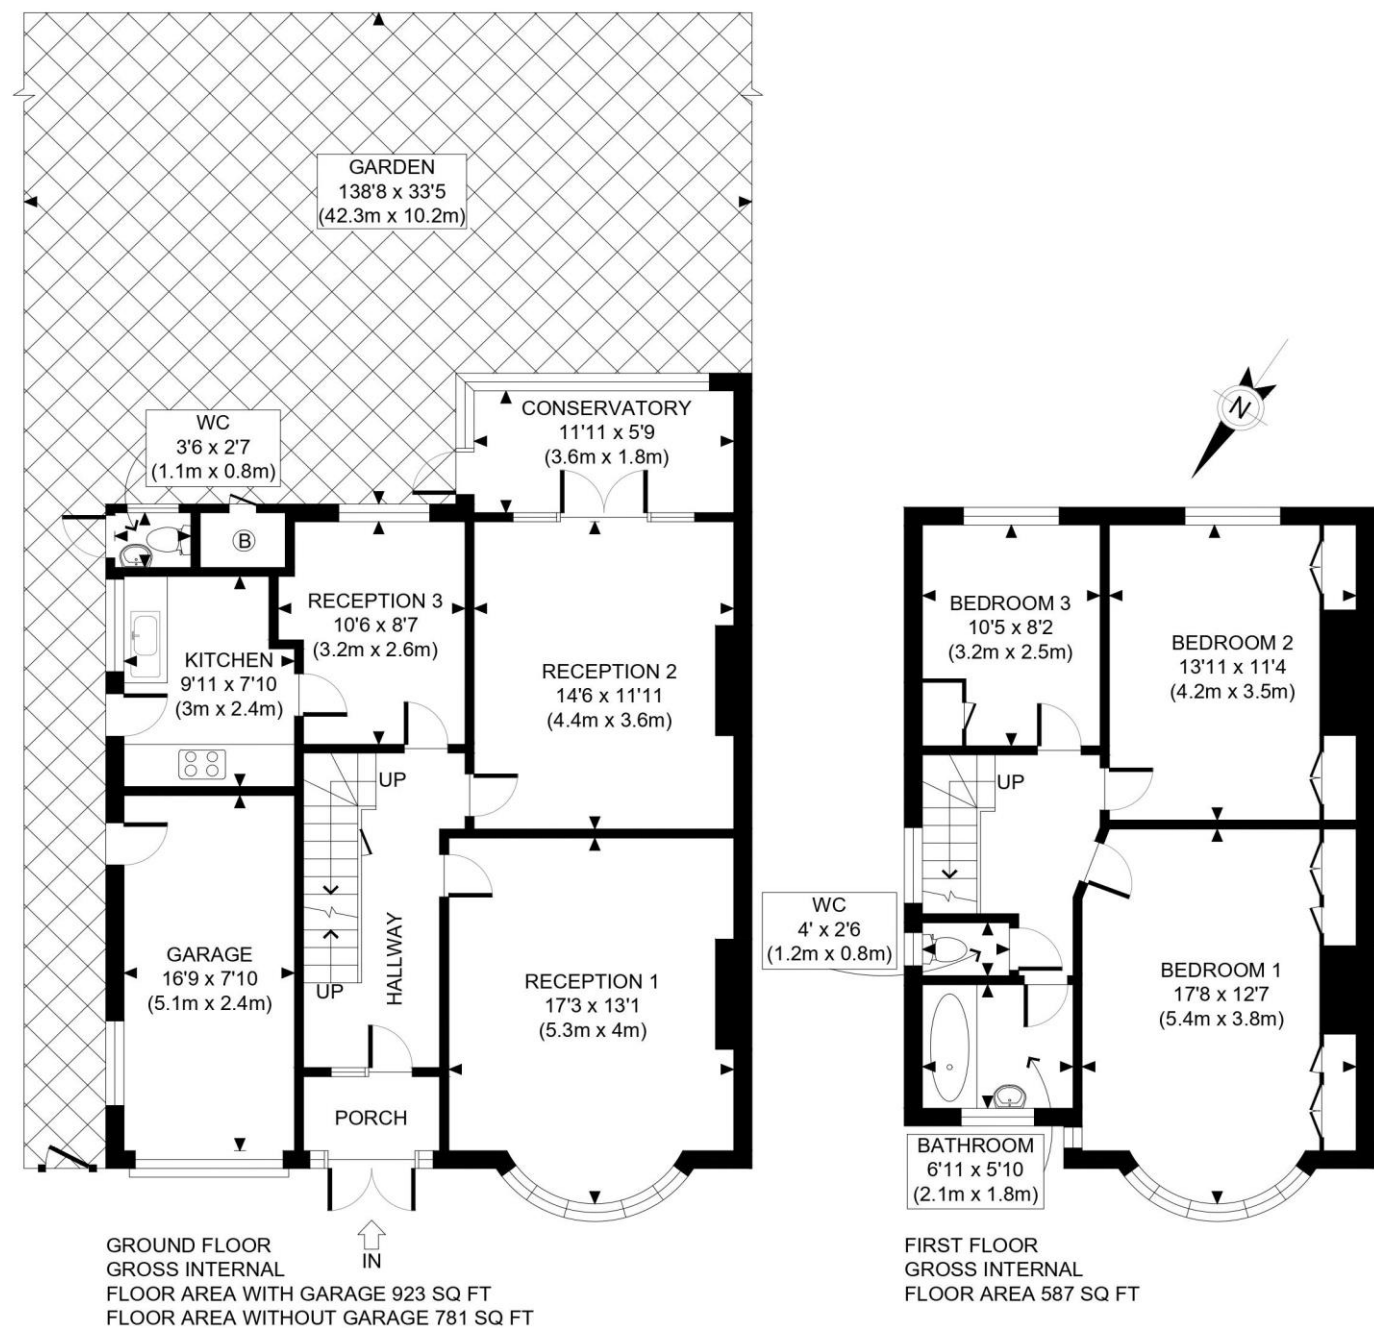 GARDEN
138'8 x 33'5
(42.3m x 10.2m)
WC
3'6 x 2'7
(1.1m x 0.8m)
CONSERVATORY
11'11 x 5'9
(3.6m x 1.8m)
B
RECEPTION 3
10'6 x 8'7
(3.2m x 2.6m)
KITCHEN
9'11 x 7'10
(3m x 2.4m)
RECEPTION 2
14'6 x 11'11
(4.4m x 3.6m)
UP
GARAGE
16'9 x 7'10
(5.1m x 2.4m)
UP
HALLWAY
RECEPTION 1
17'3 x 13'1
(5.3m x 4m)
PORCH
IN
GROUND FLOOR
GROSS INTERNAL
FLOOR AREA WITH GARAGE 923 SQ FT
FLOOR AREA WITHOUT GARAGE 781 SQ FT
N
BEDROOM 3
10'5 x 8'2
(3.2m x 2.5m)
BEDROOM 2
13'11 x 11'4
(4.2m x 3.5m)
UP
WC
4' x 2'6
(1.2m x 0.8m)
BEDROOM 1
17'8 x 12'7
(5.4m x 3.8m)
BATHROOM
6'11 x 5'10
(2.1m x 1.8m)
FIRST FLOOR
GROSS INTERNAL
FLOOR AREA 587 SQ FT